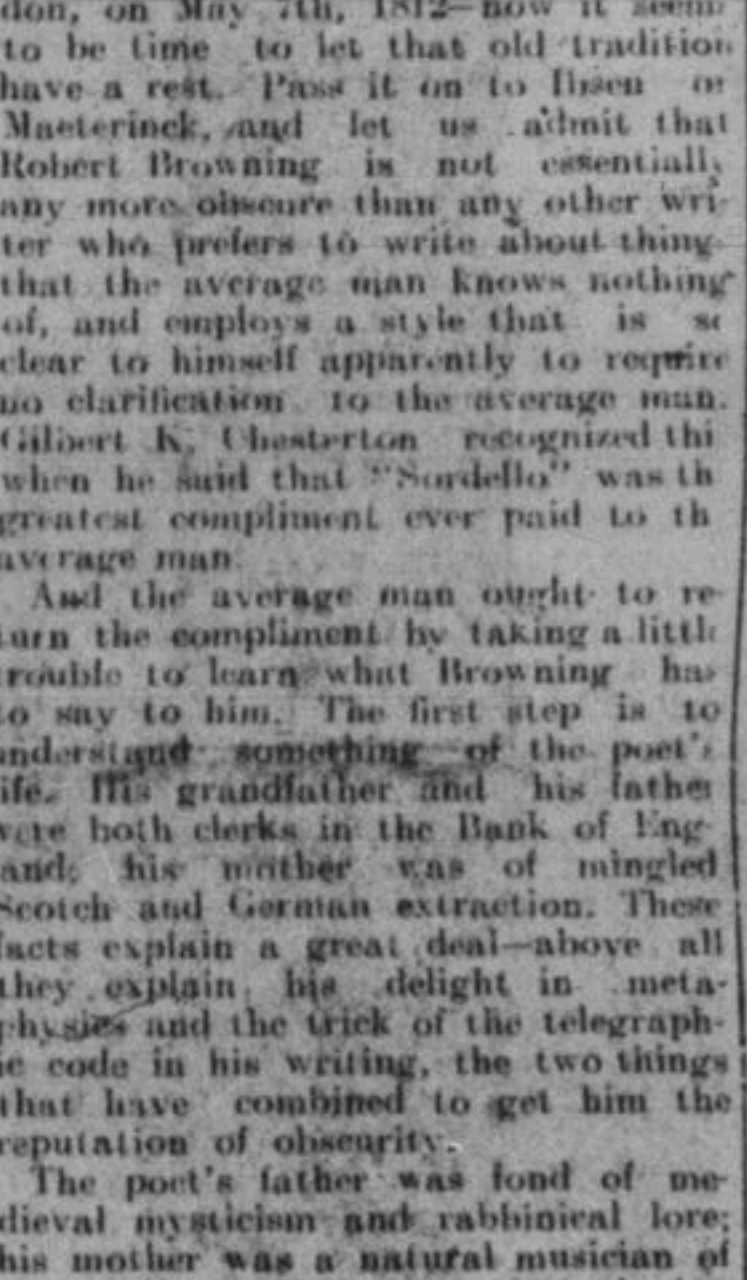 don, on May 7th, 1812—now it seem
to be time to let that old tradition
have a rest. Pass it on to Ibsen or
Maeterinck, and let us admit that
Robert Browning is not essentially
any more obscure than any other wri-
ter who prefers to write about thing
that the average man knows nothing
of, and employs a style that is so
clear to himself apparently to require
no clarification to the average man.
Gilbert K. Chesterton recognized thi
when he said that "Sordello" was th
greatest compliment ever paid to th
average man.
And the average man ought to re-
turn the compliment by taking a little
trouble to learn what Browning has
to say to him. The first step is to
understand something of the poet's
life. His grandfather and his father
were both clerks in the Bank of Eng-
and; his mother was of mingled
Scotch and German extraction. These
facts explain a great deal—above all
they explain his delight in meta-
physics and the trick of the telegraph-
ic code in his writing, the two things
that have combined to get him the
reputation of obscurity.
The poet's father was fond of me-
dieval mysticism and rabbinical lore;
his mother was a natural musician of